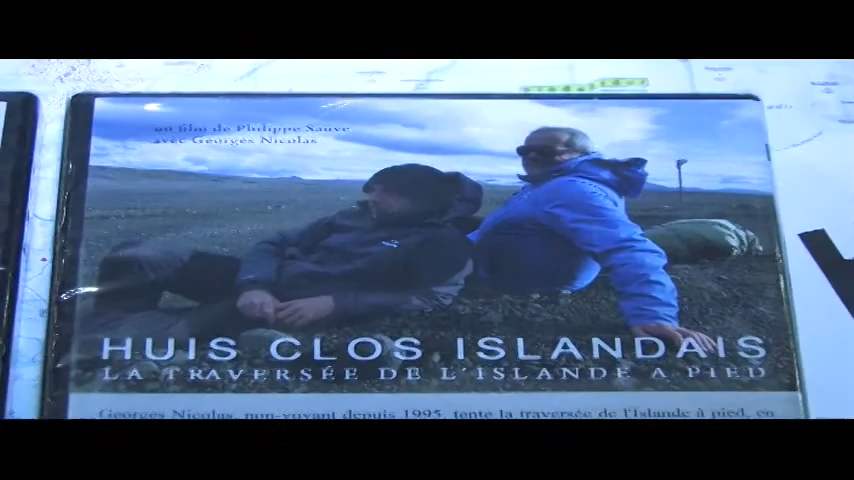 un film de Philippe Sauve
avec Georges Nicolas
HUIS CLOS ISLANDAIS
LA TRAVERSÉE DE L'ISLANDE A PIED
Georges Nicolas, non-voyant depuis 1995, tente la traversée de l'Islande à pied, en